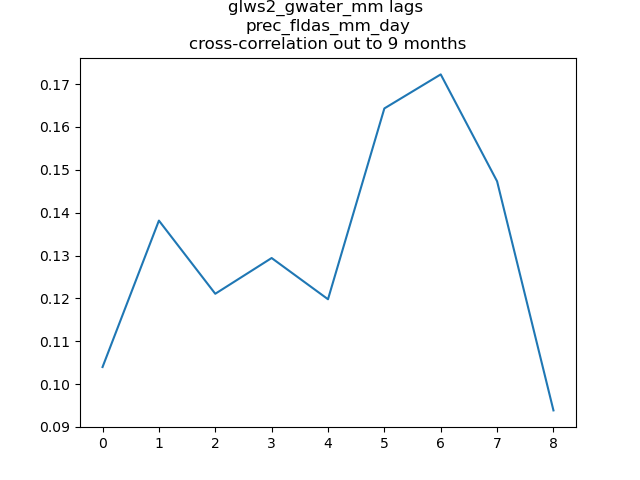 glws2_gwater_mm lags
prec_fldas_mm_day
cross-correlation out to 9 months
0.17
0.16
0.15
0.14
0.13
0.12
0.11
0.10
0.09
0 1 2 3 4 5 6 7 8